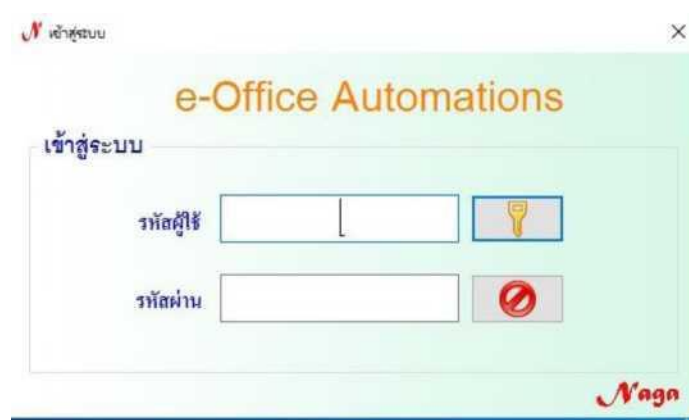 N เข้าสู่ระบบ
e-Office Automations
เข้าสู่ระบบ
รหัสผู้ใช้
รหัสผ่าน
Naga